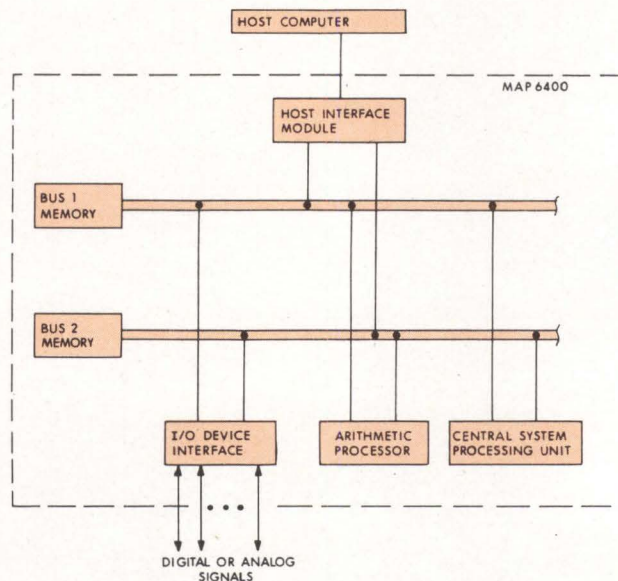 HOST COMPUTER
MAP 6400
HOST INTERFACE
MODULE
BUS 1
MEMORY
BUS 2
MEMORY
I/O DEVICE
INTERFACE
ARITHMETIC
PROCESSOR
CENTRAL SYSTEM
PROCESSING UNIT
DIGITAL OR ANALOG
SIGNALS